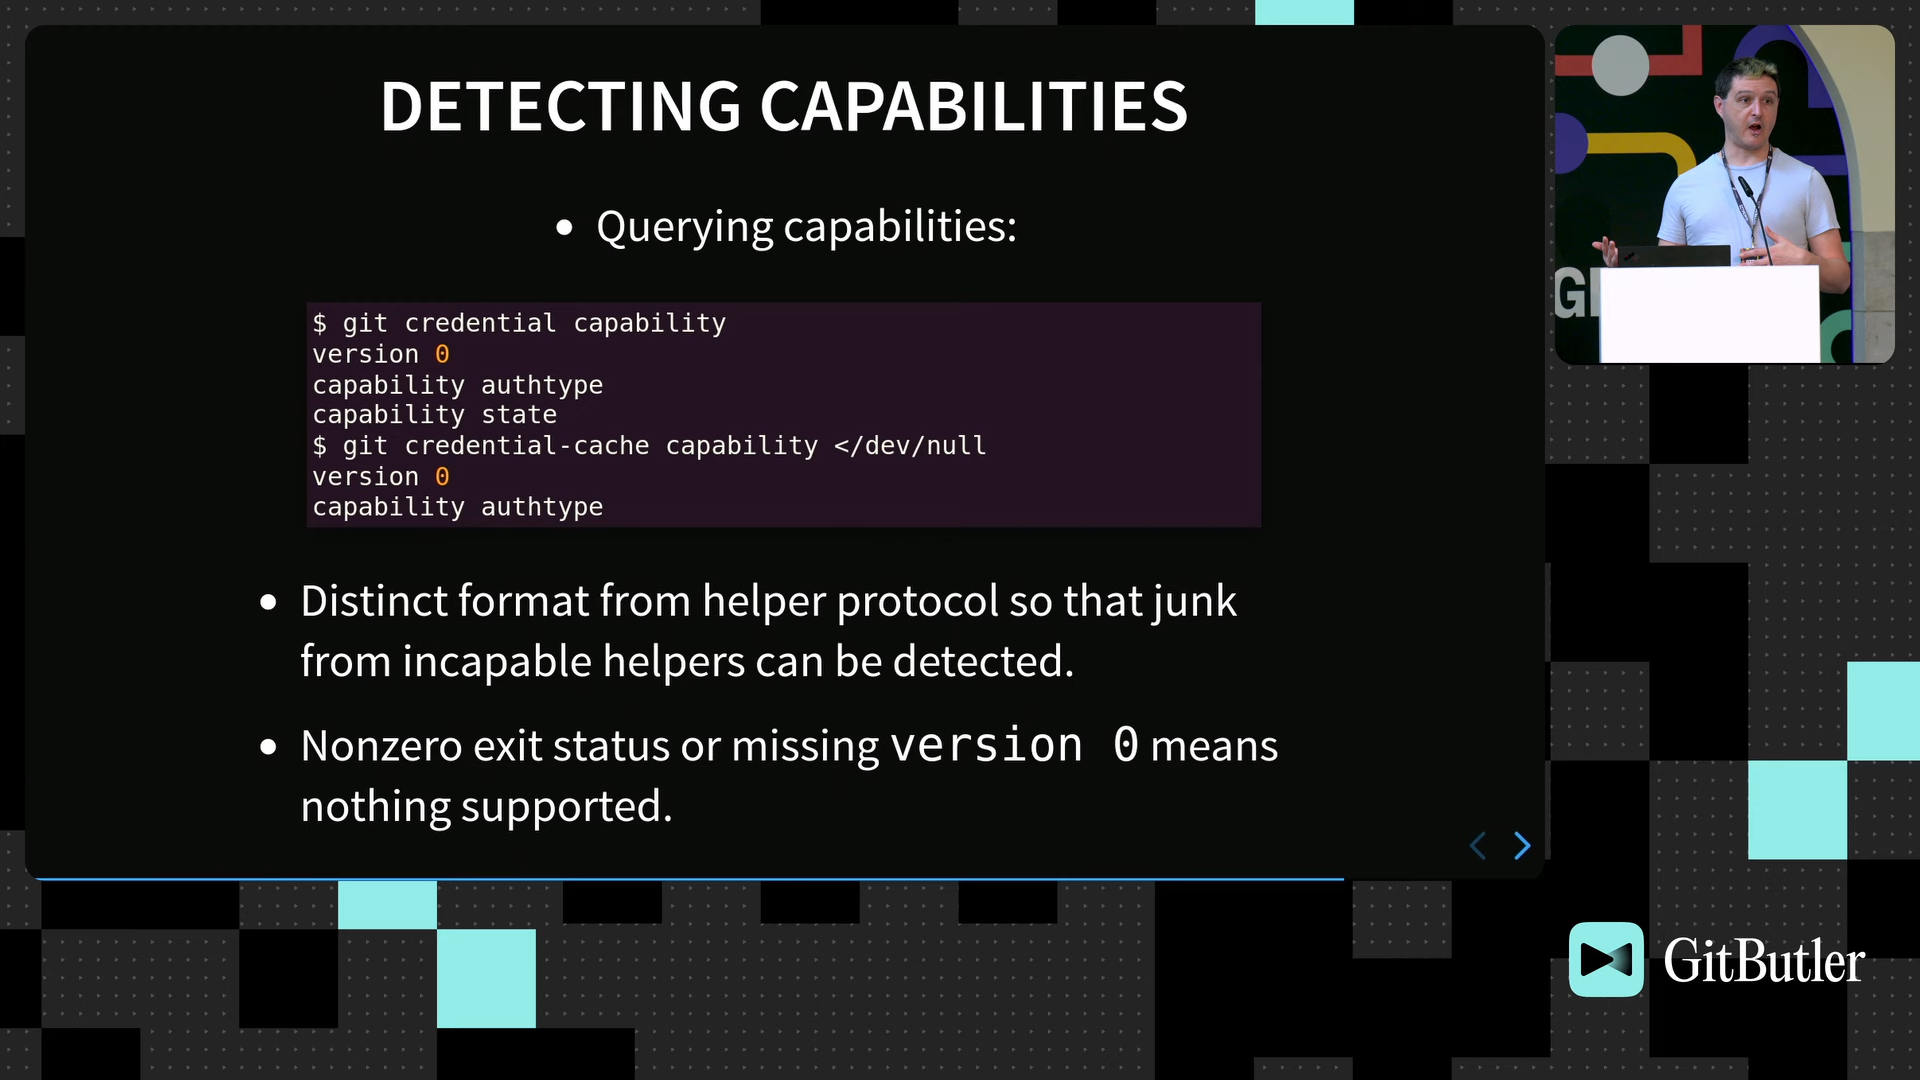 DETECTING CAPABILITIES
• Querying capabilities:
$ git credential capability
version 0
capability authtype
capability state
$ git credential-cache capability </dev/null
version 0
capability authtype
• Distinct format from helper protocol so that junk
from incapable helpers can be detected.
• Nonzero exit status or missing version 0 means
nothing supported.
GI
GitButler